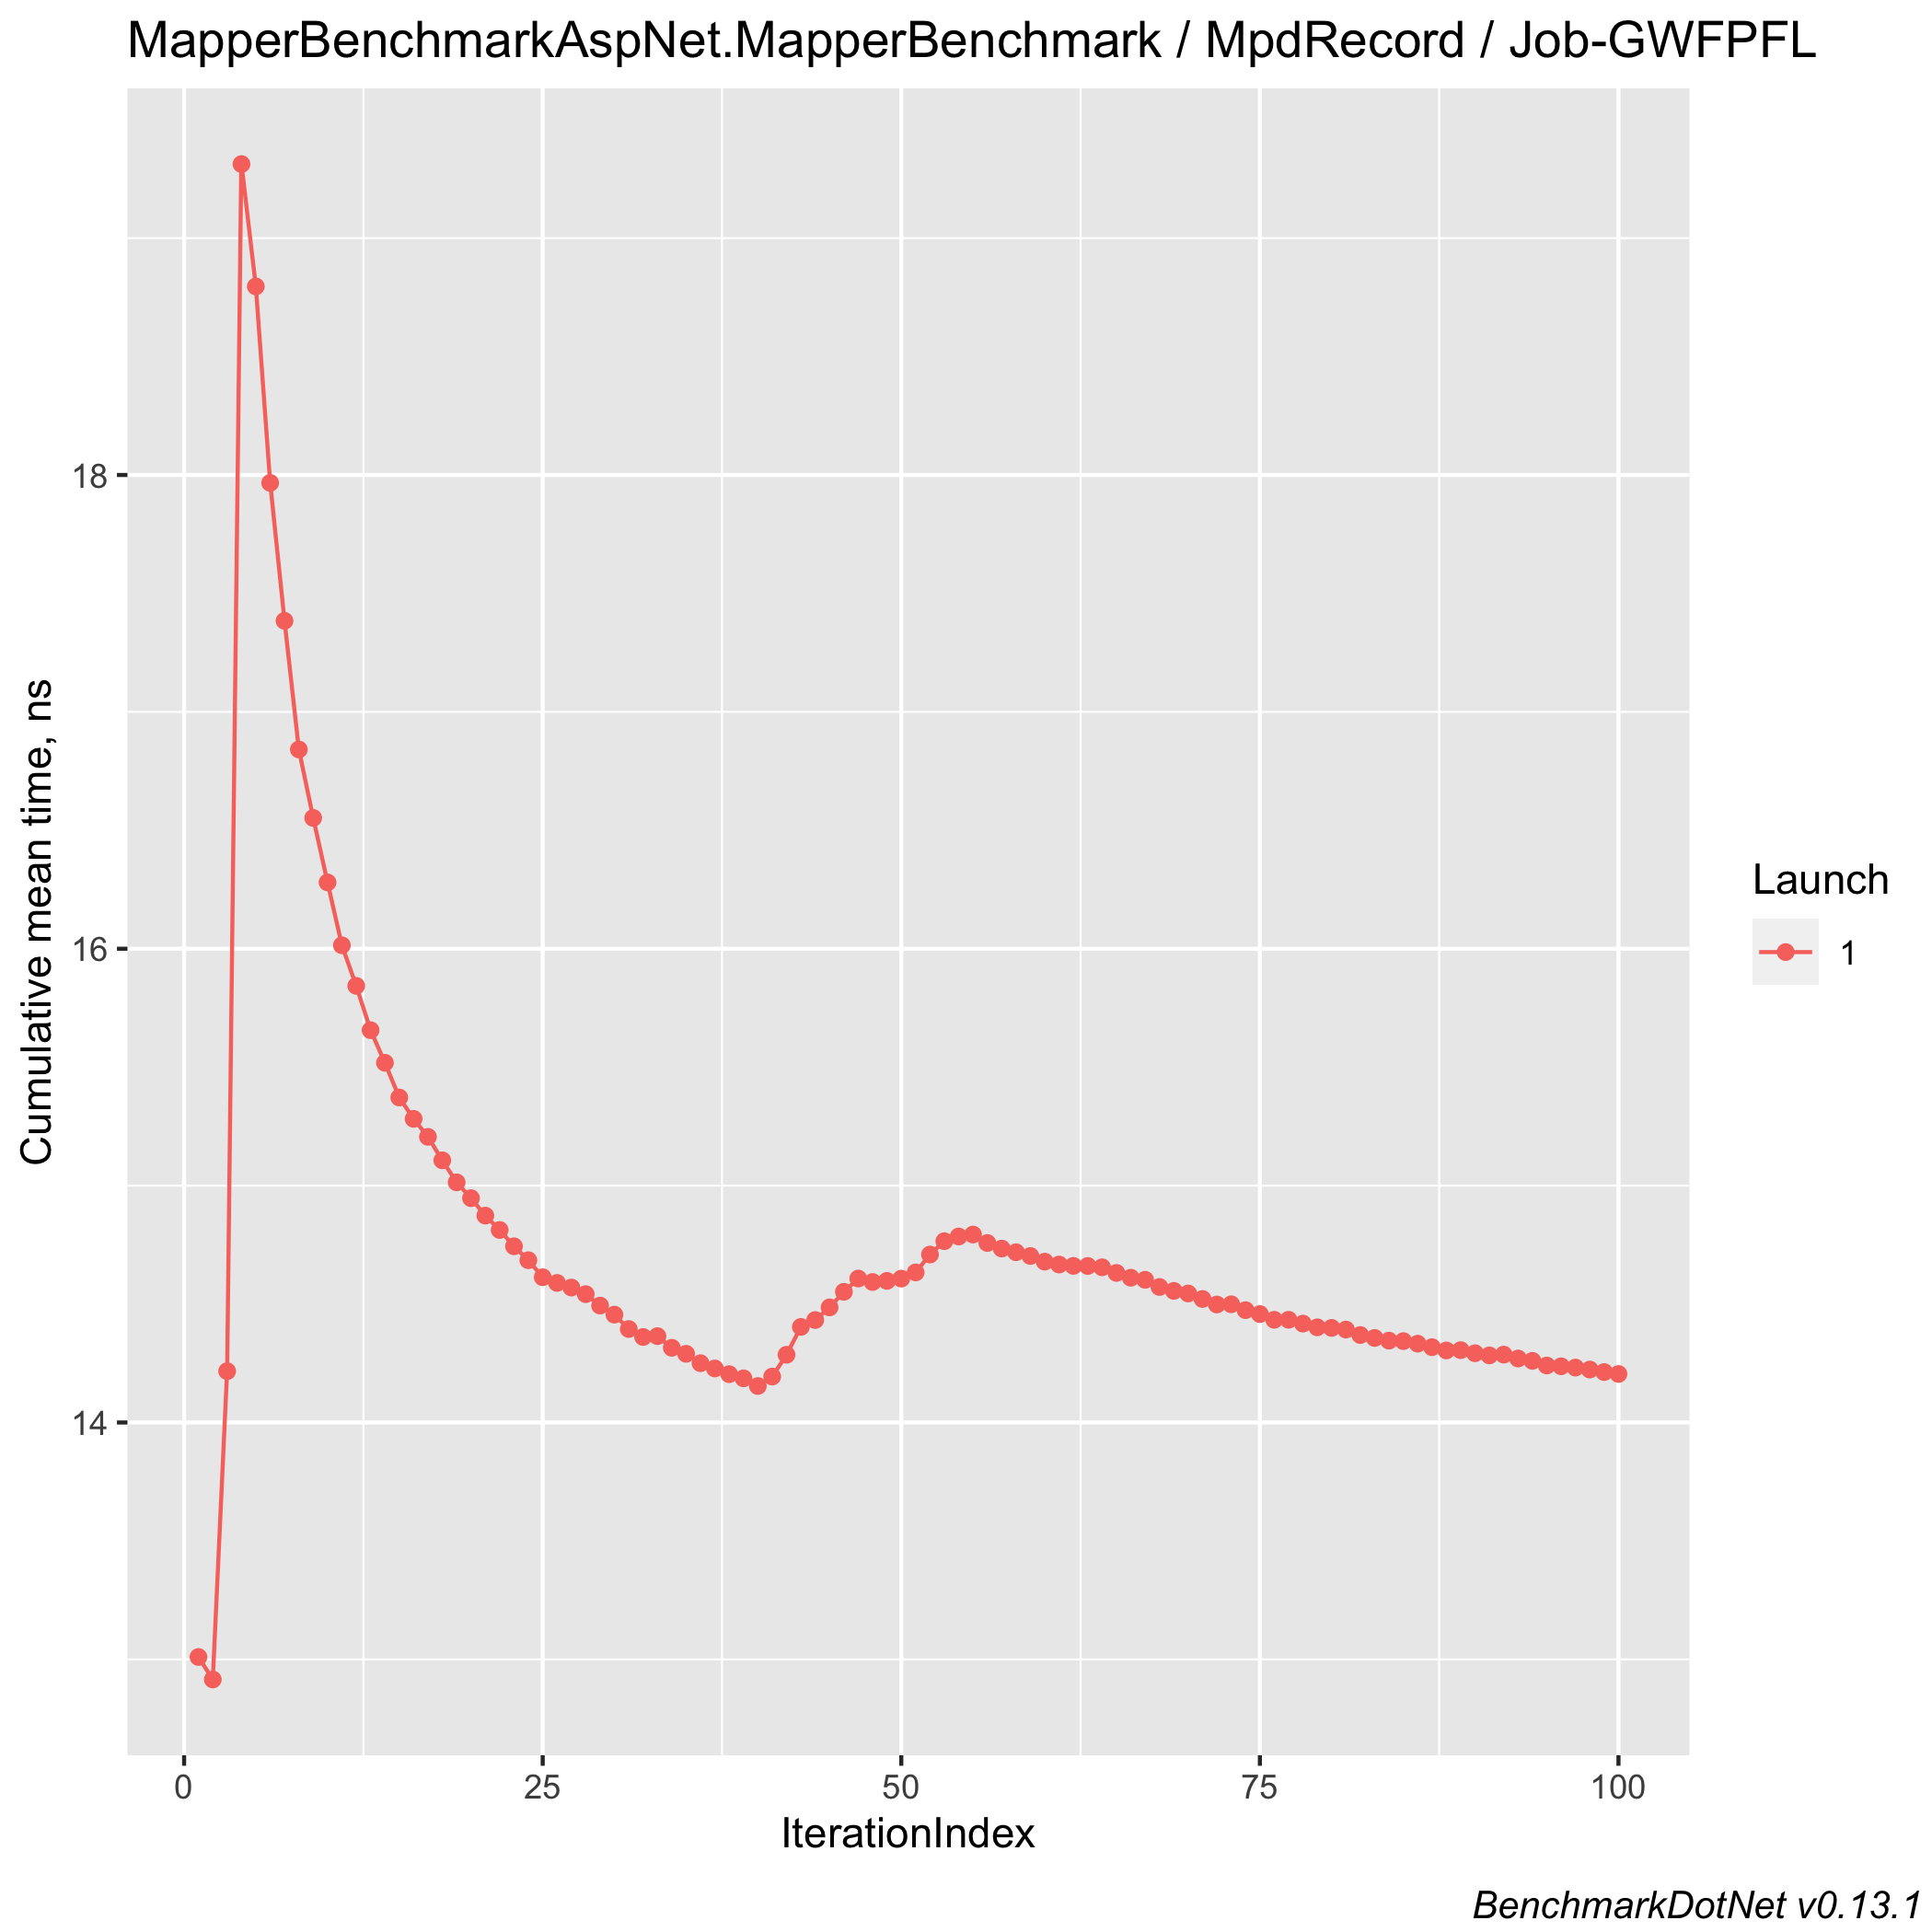 MapperBenchmarkAspNet.MapperBenchmark / MpdRecord / Job-GWFPFL
Cumulative mean time, ns
18
16
14
0 25 50 75 100
IterationIndex
Launch
1
BenchmarkDotNet v0.13.1